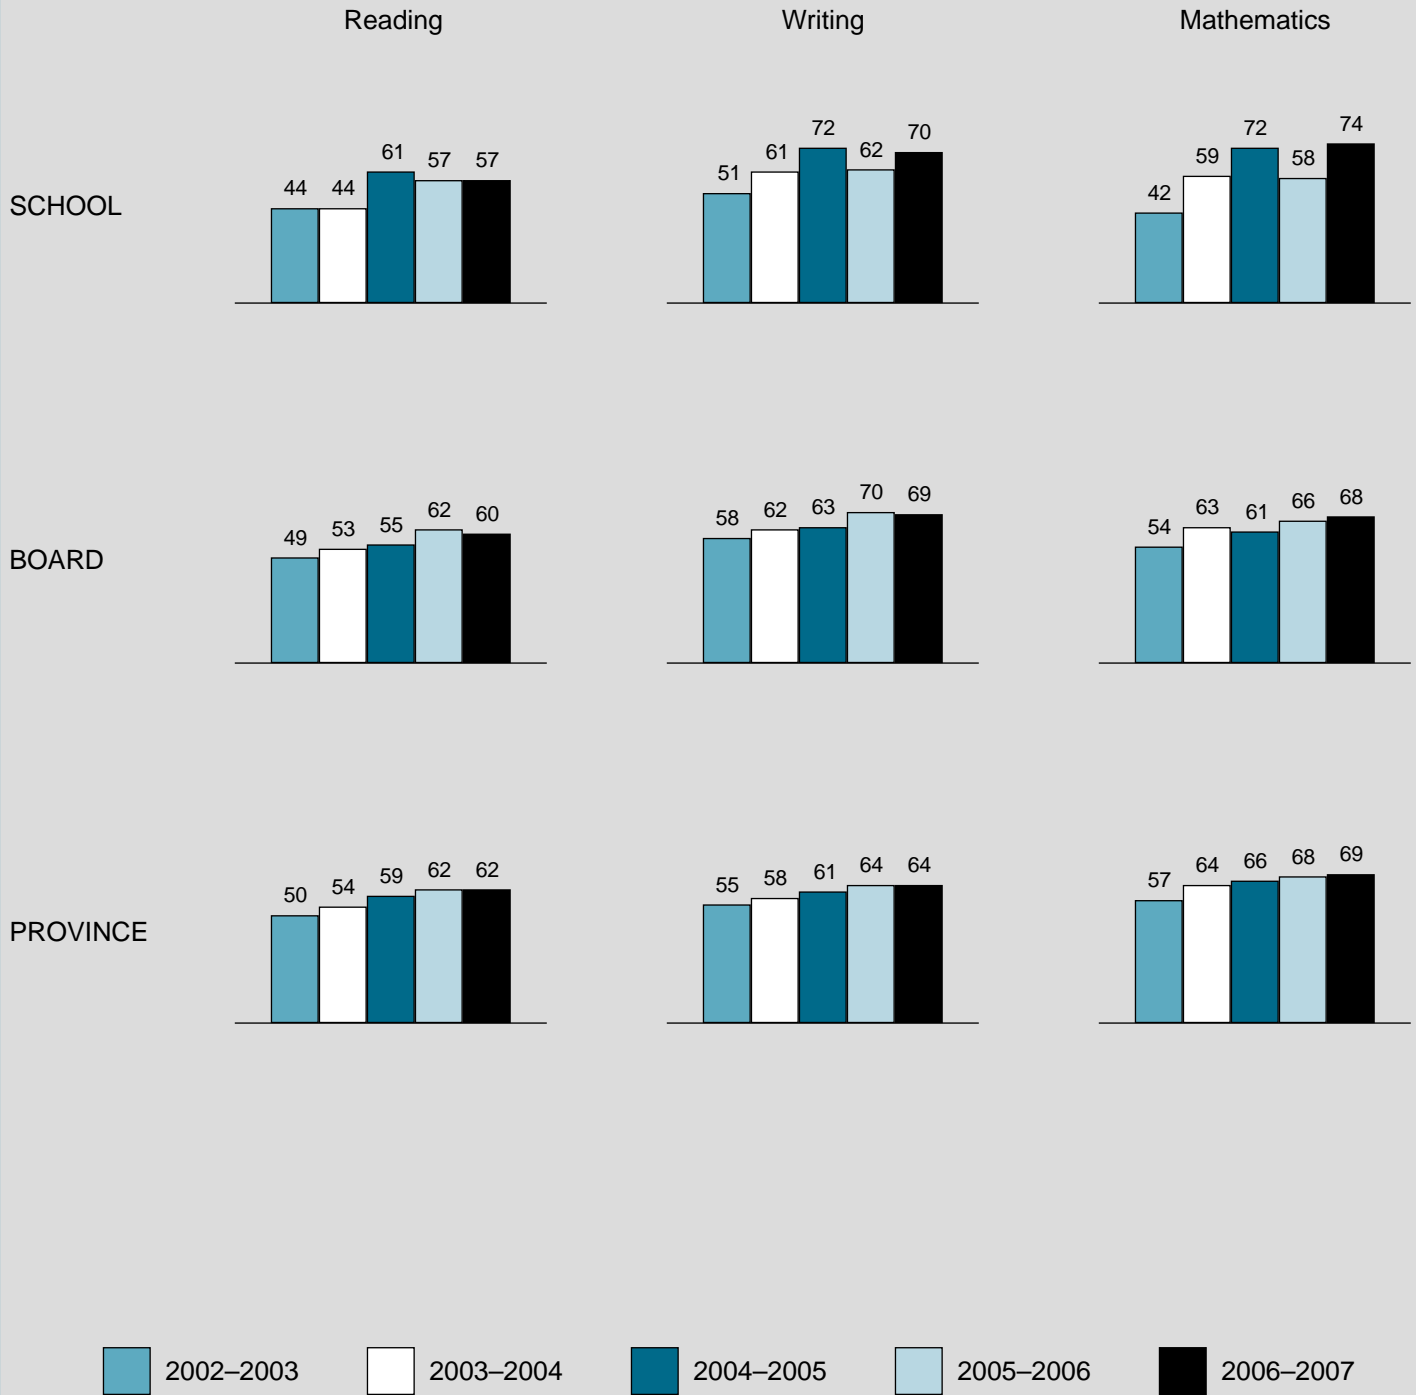 Reading Writing Mathematics
SCHOOL
44 44 61 57 57
51 61 72 62 70
42 59 72 58 74
BOARD
49 53 55 62 60
58 62 63 70 69
54 63 61 66 68
PROVINCE
50 54 59 62 62
55 58 61 64 64
57 64 66 68 69
2002–2003 2003–2004 2004–2005 2005–2006 2006–2007